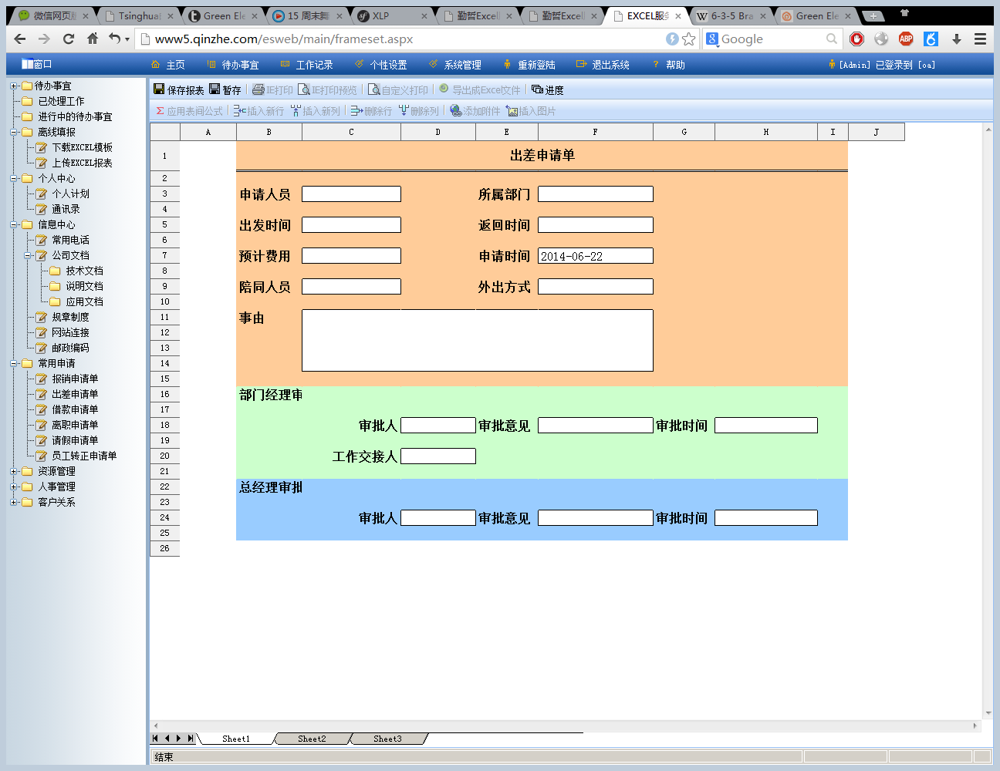 微信网页版
TsinghuaE
Green Ele
15 周末舞
XLP
勤哲Excel
勤哲Excel
EXCEL服务
6-3-5 Bra
Green Ele
www5.qinzhe.com/esweb/main/frameset.aspx
Google
窗口 主页 待办事宜 工作记录 个性设置 系统管理 重新登陆 退出系统 帮助 [Admin] 已登录到 [oa]
待办事宜
已处理工作
进行中的待办事宜
离线填报
下载EXCEL模板
上传EXCEL报表
个人中心
个人计划
通讯录
信息中心
常用电话
公司文档
技术文档
说明文档
应用文档
规章制度
网站连接
邮政编码
常用申请
报销申请单
出差申请单
借款申请单
离职申请单
请假申请单
员工转正申请单
资源管理
人事管理
客户关系
保存报表 暂存 IE打印 IE打印预览 自定义打印 导出成Excel文件 进度
Σ 应用表间公式 插入新行 插入新列 删除行 删除列 添加附件 插入图片
A B C D E F G H I J
1 出差申请单
2
3 申请人员 所属部门
4
5 出发时间 返回时间
6
7 预计费用 申请时间 2014-06-22
8
9 陪同人员 外出方式
10
11 事由
12
13
14
15
16 部门经理审
17
18 审批人 审批意见 审批时间
19
20 工作交接人
21
22 总经理审批
23
24 审批人 审批意见 审批时间
25
26
Sheet1 Sheet2 Sheet3
结束